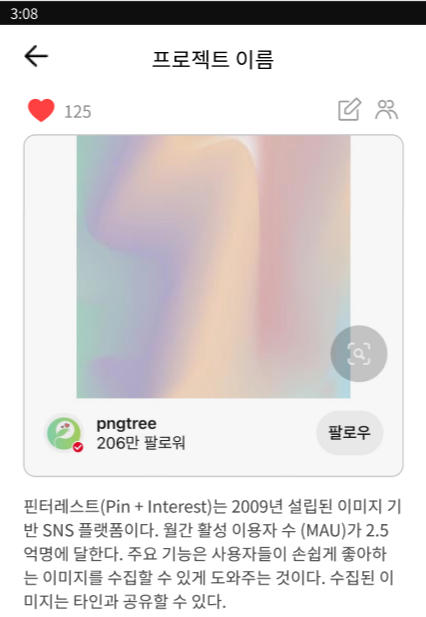 3:08
프로젝트 이름
125
pngtree
206만 팔로워
팔로우
핀터레스트(Pin + Interest)는 2009년 설립된 이미지 기
반 SNS 플랫폼이다. 월간 활성 이용자 수 (MAU)가 2.5
억명에 달한다. 주요 기능은 사용자들이 손쉽게 좋아하
는 이미지를 수집할 수 있게 도와주는 것이다. 수집된 이
미지는 타인과 공유할 수 있다.